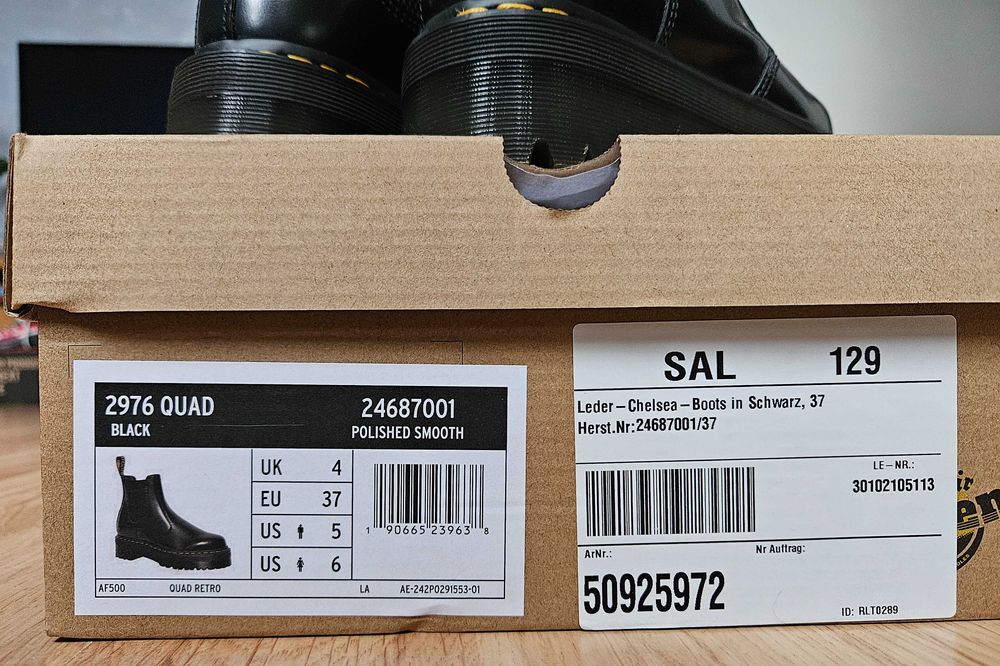 2976 QUAD
BLACK
24687001
POLISHED SMOOTH
UK 4
EU 37
US 5
US 6
1 90665 23963 8
AF500 QUAD RETRO LA AE-242P0291553-01
SAL 129
Leder-Chelsea-Boots in Schwarz, 37
Herst.Nr:24687001/37
LE-NR.:
30102105113
ArNr.: Nr Auftrag:
50925972
ID: RLT0289